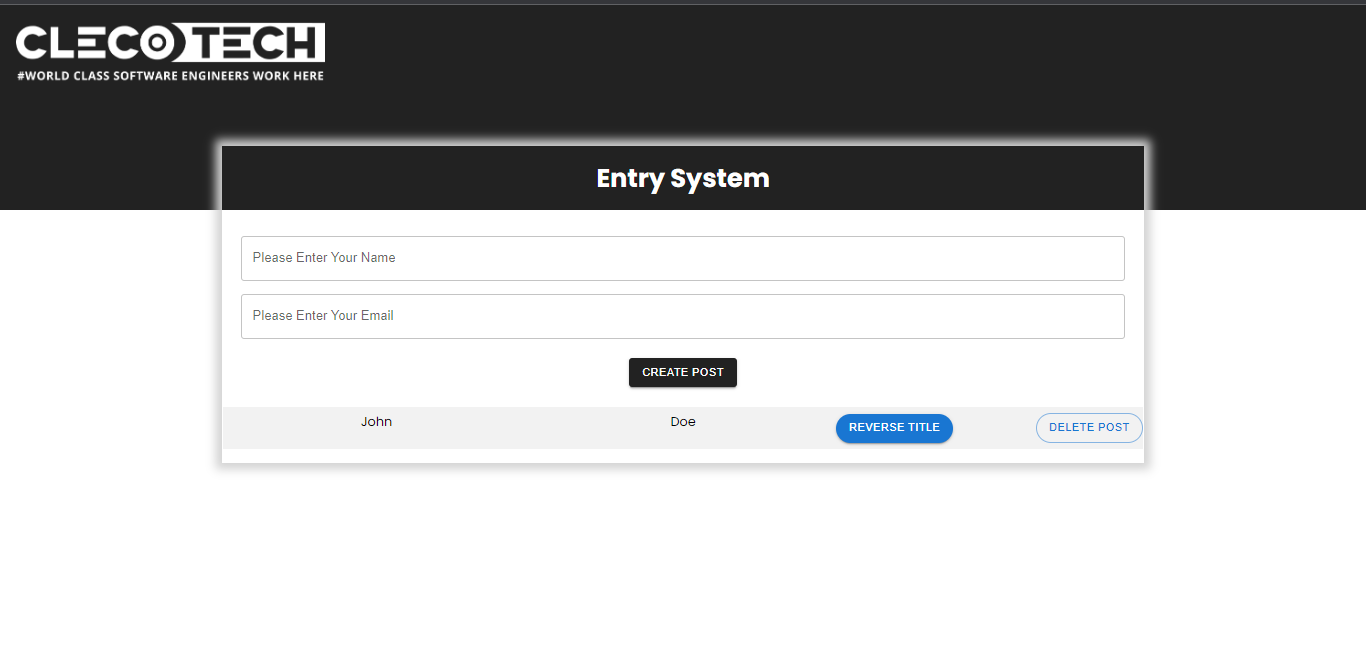 CLECOTECH
#WORLD CLASS SOFTWARE ENGINEERS WORK HERE
Entry System
Please Enter Your Name
Please Enter Your Email
CREATE POST
John Doe REVERSE TITLE DELETE POST